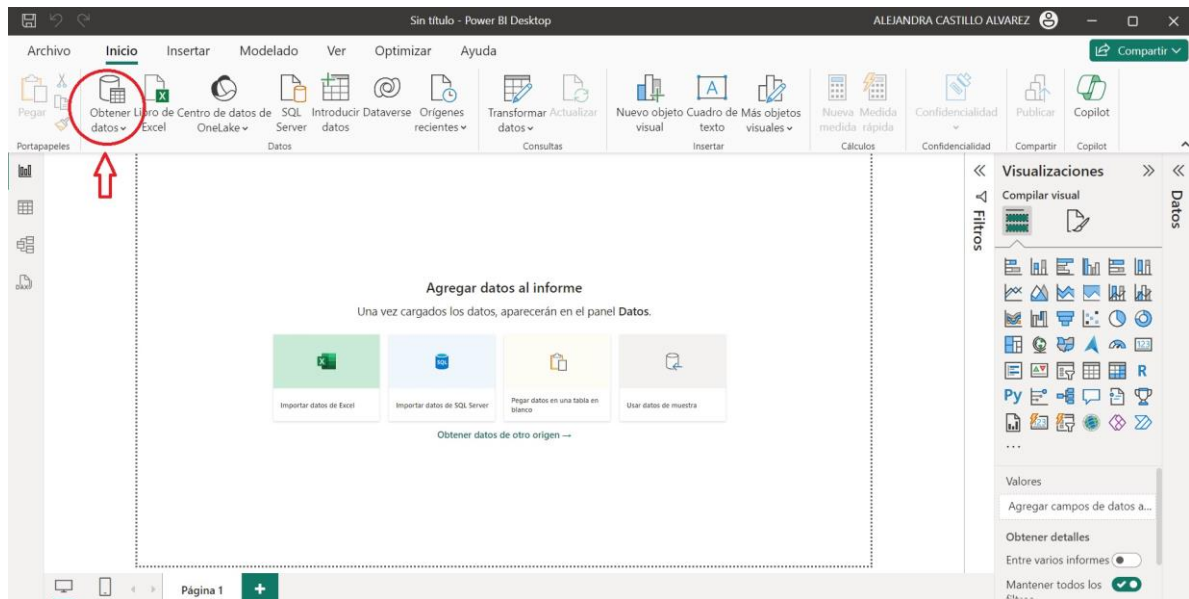 Sin título - Power BI Desktop
ALEJANDRA CASTILLO ALVAREZ
Archivo Inicio Insertar Modelado Ver Optimizar Ayuda
Compartir
Pegar
Obtener datos
Libro de Excel
Centro de datos de OneLake
SQL Server
Introducir datos
Dataverse
Orígenes recientes
Transformar datos
Actualizar
Nuevo objeto visual
Cuadro de texto
Más objetos visuales
Nueva medida
Medida rápida
Confidencialidad
Publicar
Copilot
Portapapeles
Datos
Consultas
Insertar
Cálculos
Confidencialidad
Compartir
Copilot
Agregar datos al informe
Una vez cargados los datos, aparecerán en el panel Datos.
Importar datos de Excel
Importar datos de SQL Server
Pegar datos en una tabla en
blanco
Usar datos de muestra
Obtener datos de otro origen →
Filtros
Visualizaciones
Compilar visual
123
R
Py
123
...
Valores
Agregar campos de datos a...
Obtener detalles
Entre varios informes
Mantener todos los
Datos
Página 1